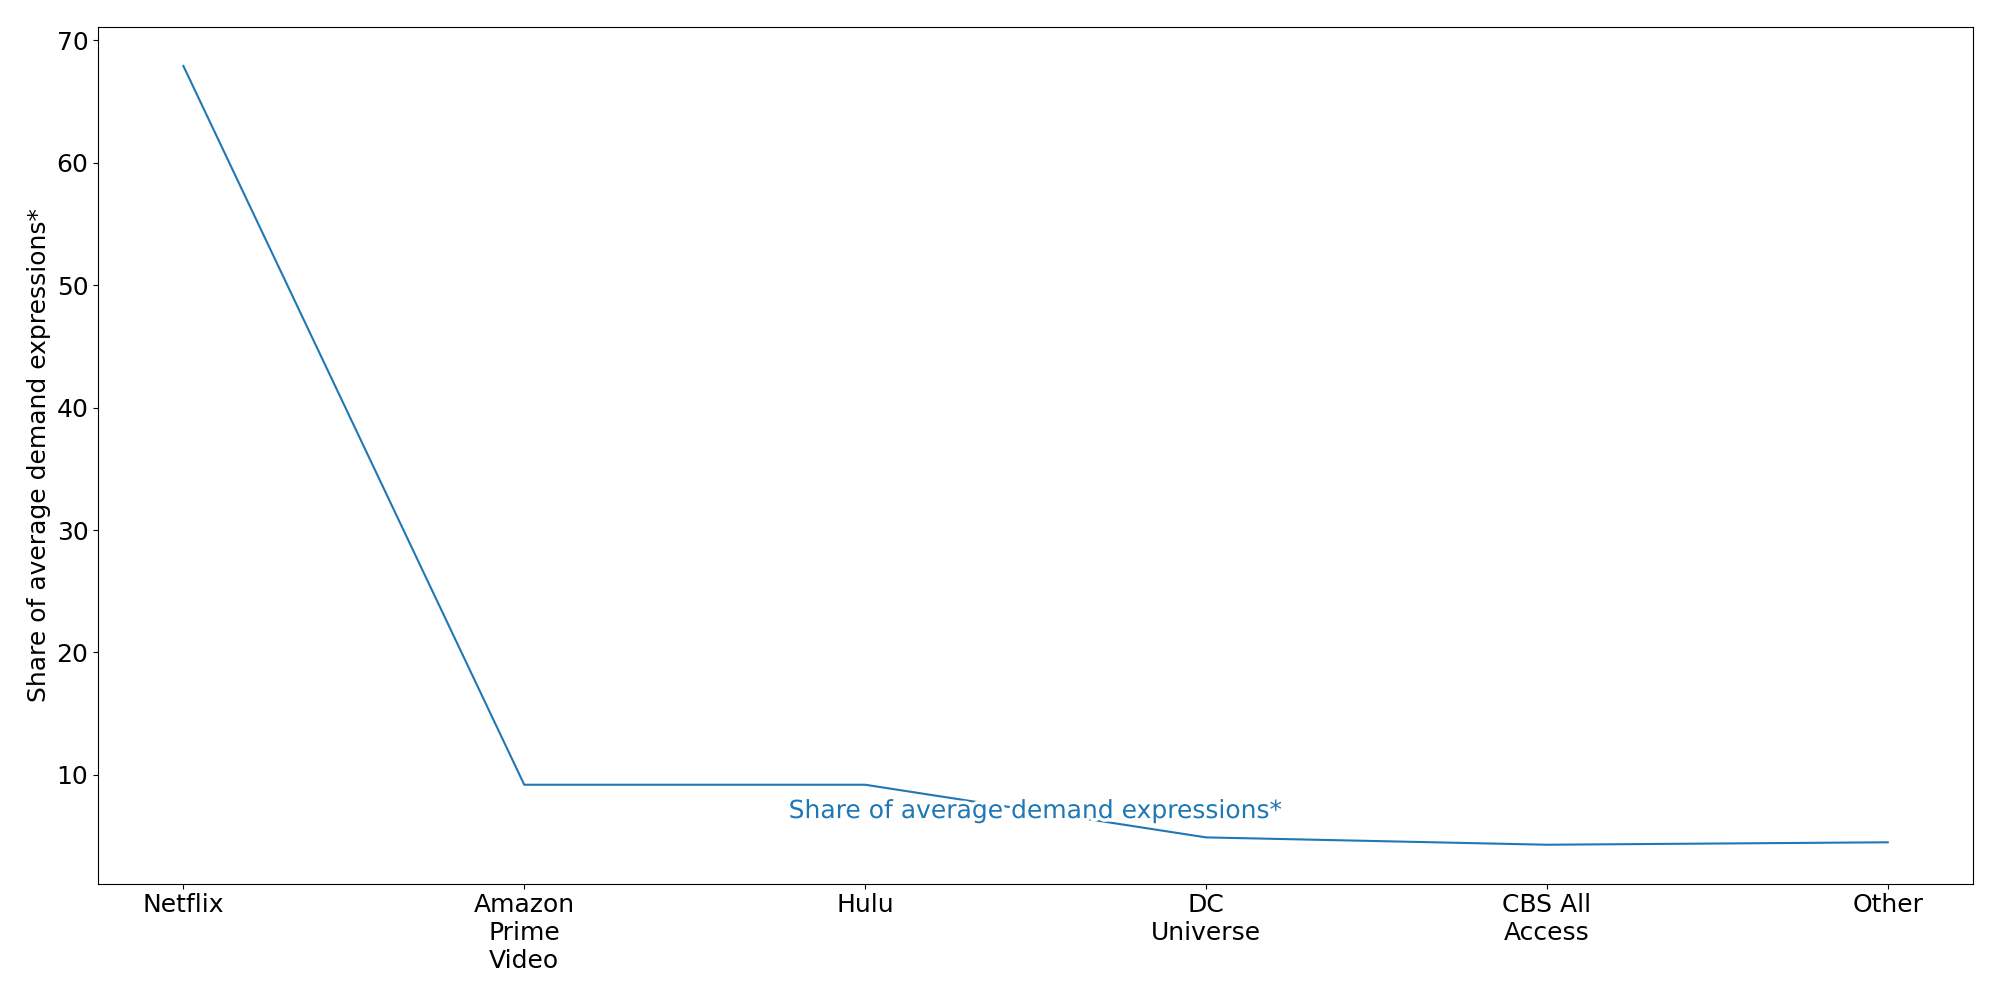 Share of average demand expressions*
70
60
50
40
30
20
10
Share of average demand expressions*
Netflix
Amazon
Prime
Video
Hulu
DC
Universe
CBS All
Access
Other